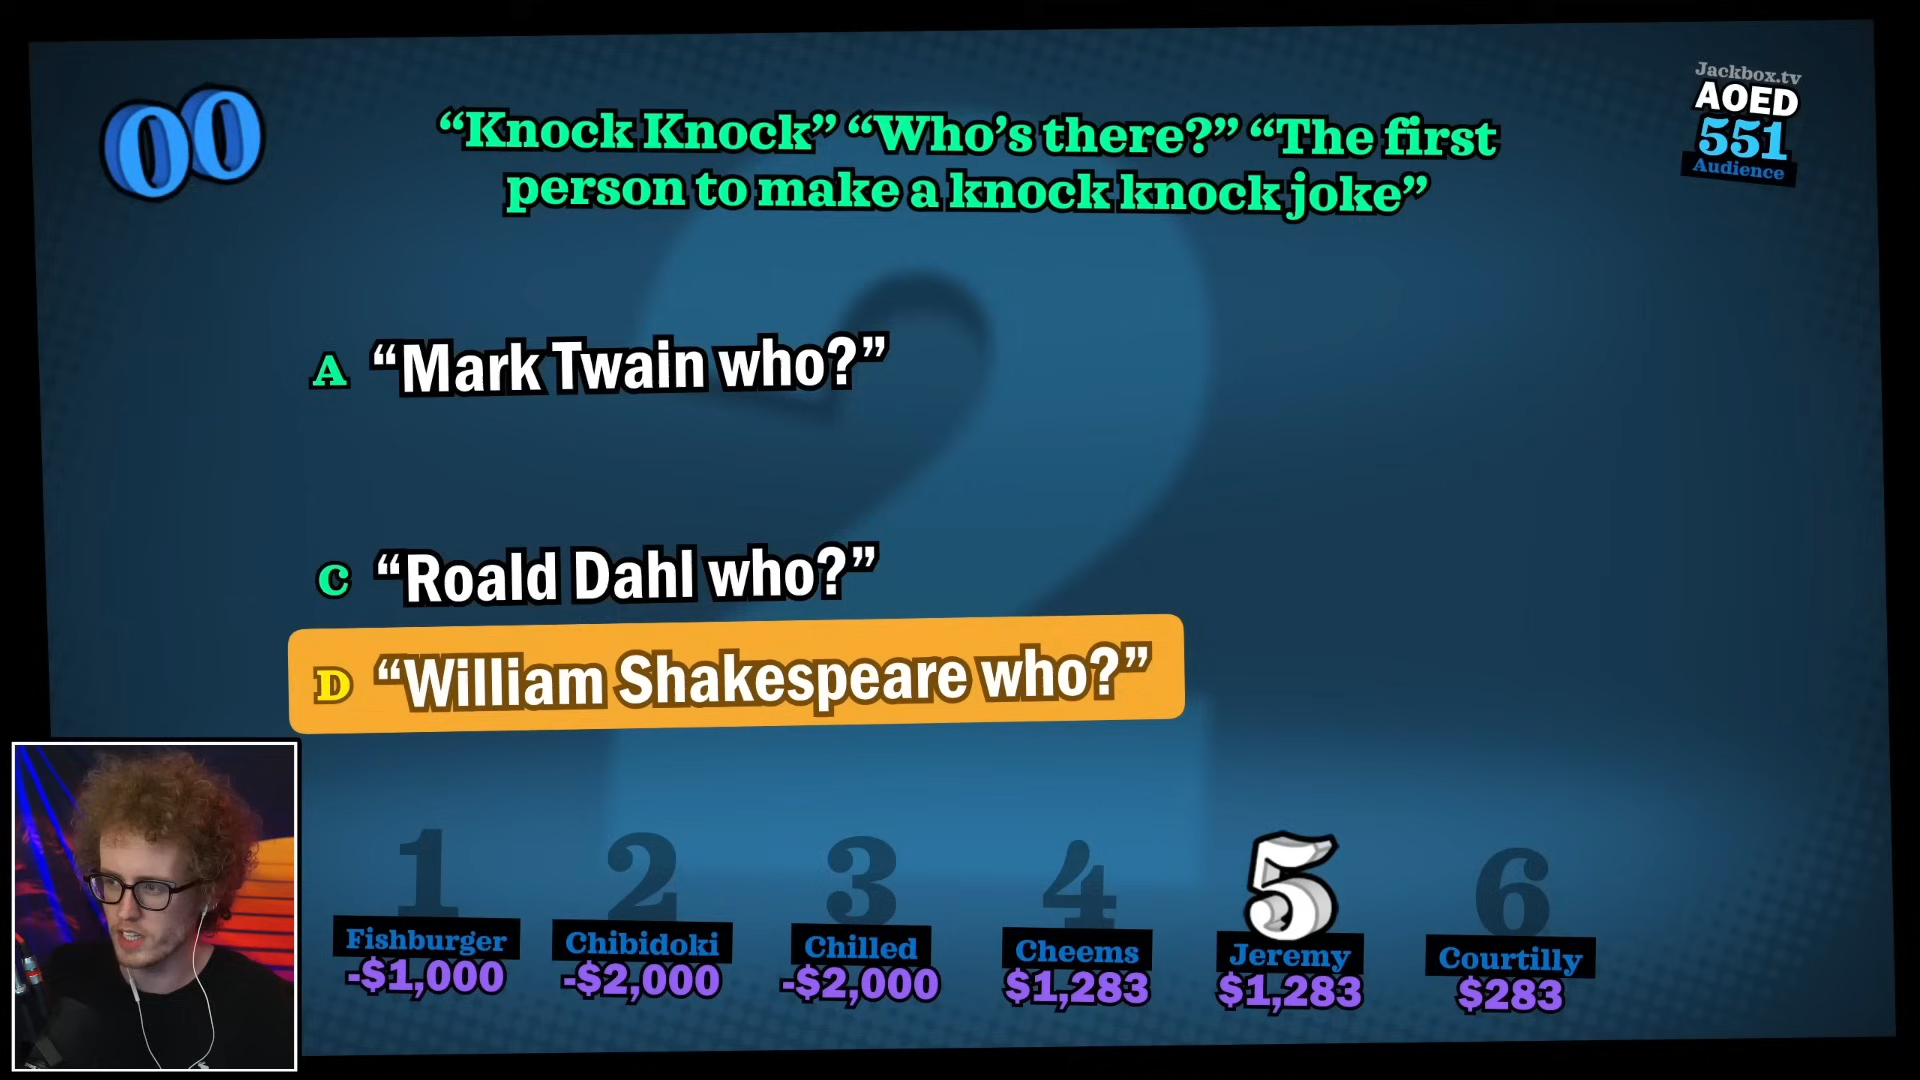 00
“Knock Knock” “Who’s there?” “The first
person to make a knock knock joke”
Jackbox.tv
AOED
551
Audience
A “Mark Twain who?”
C “Roald Dahl who?”
D “William Shakespeare who?”
1 2 3 4 5 6
Fishburger Chibidoki Chilled Cheems Jeremy Courtilly
-$1,000 -$2,000 -$2,000 $1,283 $1,283 $283